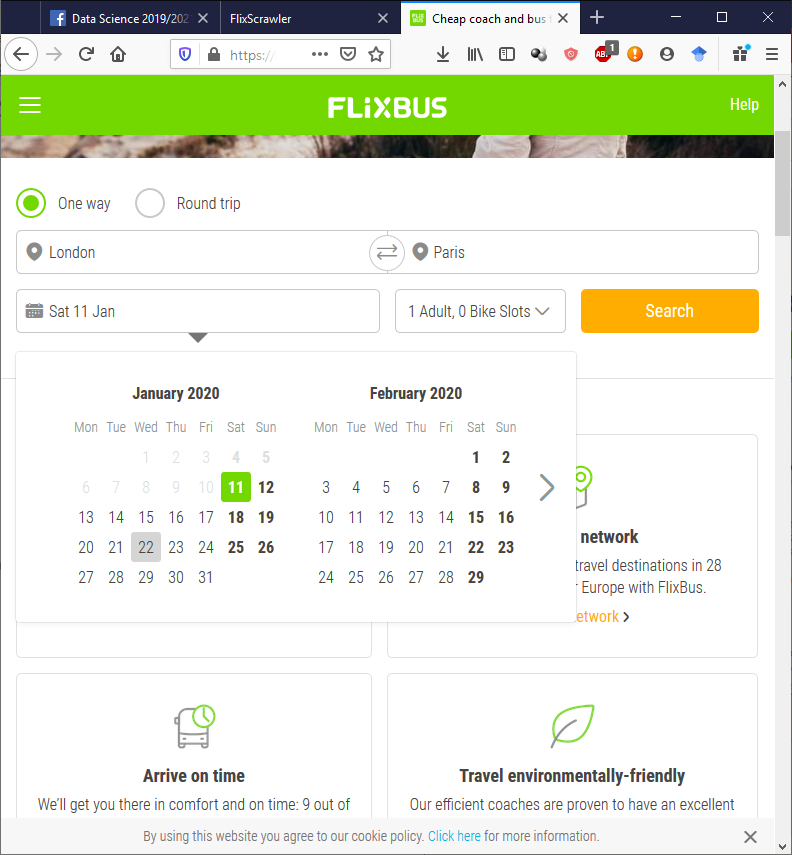 Data Science 2019/202
FlixScrawler
Cheap coach and bus
https:/
ABP 1
FLiXBUS
Help
One way
Round trip
London
Paris
Sat 11 Jan
1 Adult, 0 Bike Slots
Search
January 2020
February 2020
Mon Tue Wed Thu Fri Sat Sun
Mon Tue Wed Thu Fri Sat Sun
1 2 3 4 5
1 2
6 7 8 9 10 11 12
3 4 5 6 7 8 9
13 14 15 16 17 18 19
10 11 12 13 14 15 16
20 21 22 23 24 25 26
17 18 19 20 21 22 23
27 28 29 30 31
24 25 26 27 28 29
network
travel destinations in 28
r Europe with FlixBus.
etwork
Arrive on time
We'll get you there in comfort and on time: 9 out of
Travel environmentally-friendly
Our efficient coaches are proven to have an excellent
By using this website you agree to our cookie policy. Click here for more information.